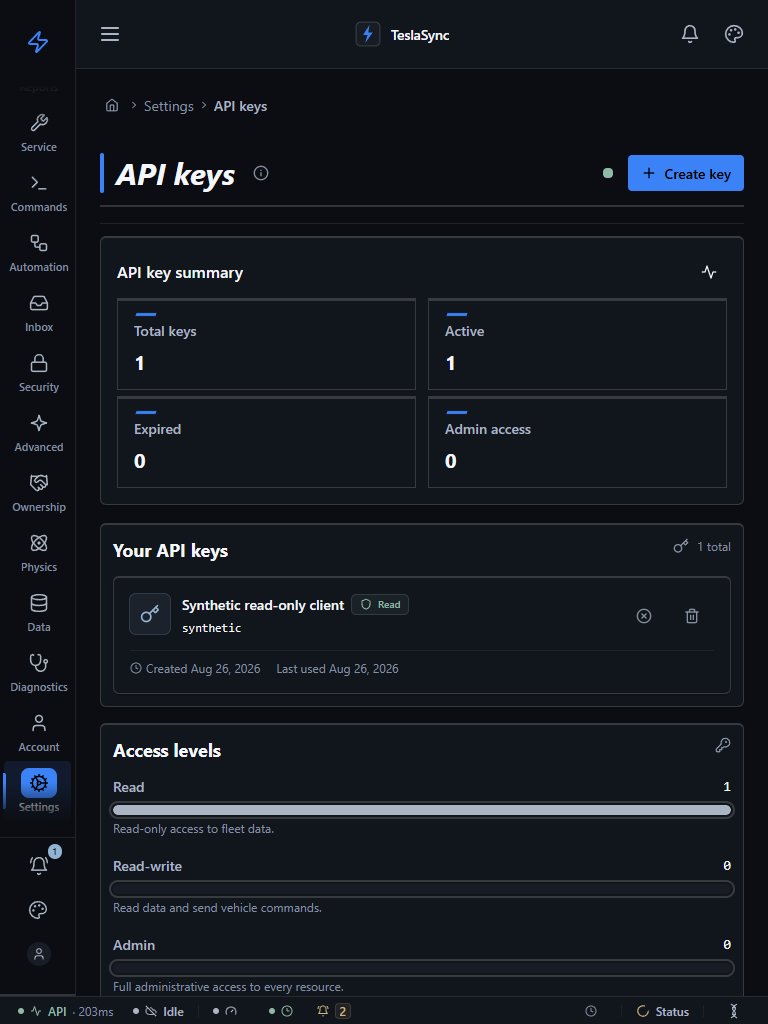 TeslaSync
Settings
API keys
API keys
Create key
API key summary
Total keys
1
Active
1
Expired
0
Admin access
0
Your API keys
1 total
Synthetic read-only client
Read
synthetic
Created Aug 26, 2026
Last used Aug 26, 2026
Access levels
Read
1
Read-only access to fleet data.
Read-write
0
Read data and send vehicle commands.
Admin
0
Full administrative access to every resource.
Reports
Service
Commands
Automation
Inbox
Security
Advanced
Ownership
Physics
Data
Diagnostics
Account
Settings
1
API · 203ms
Idle
2
Status